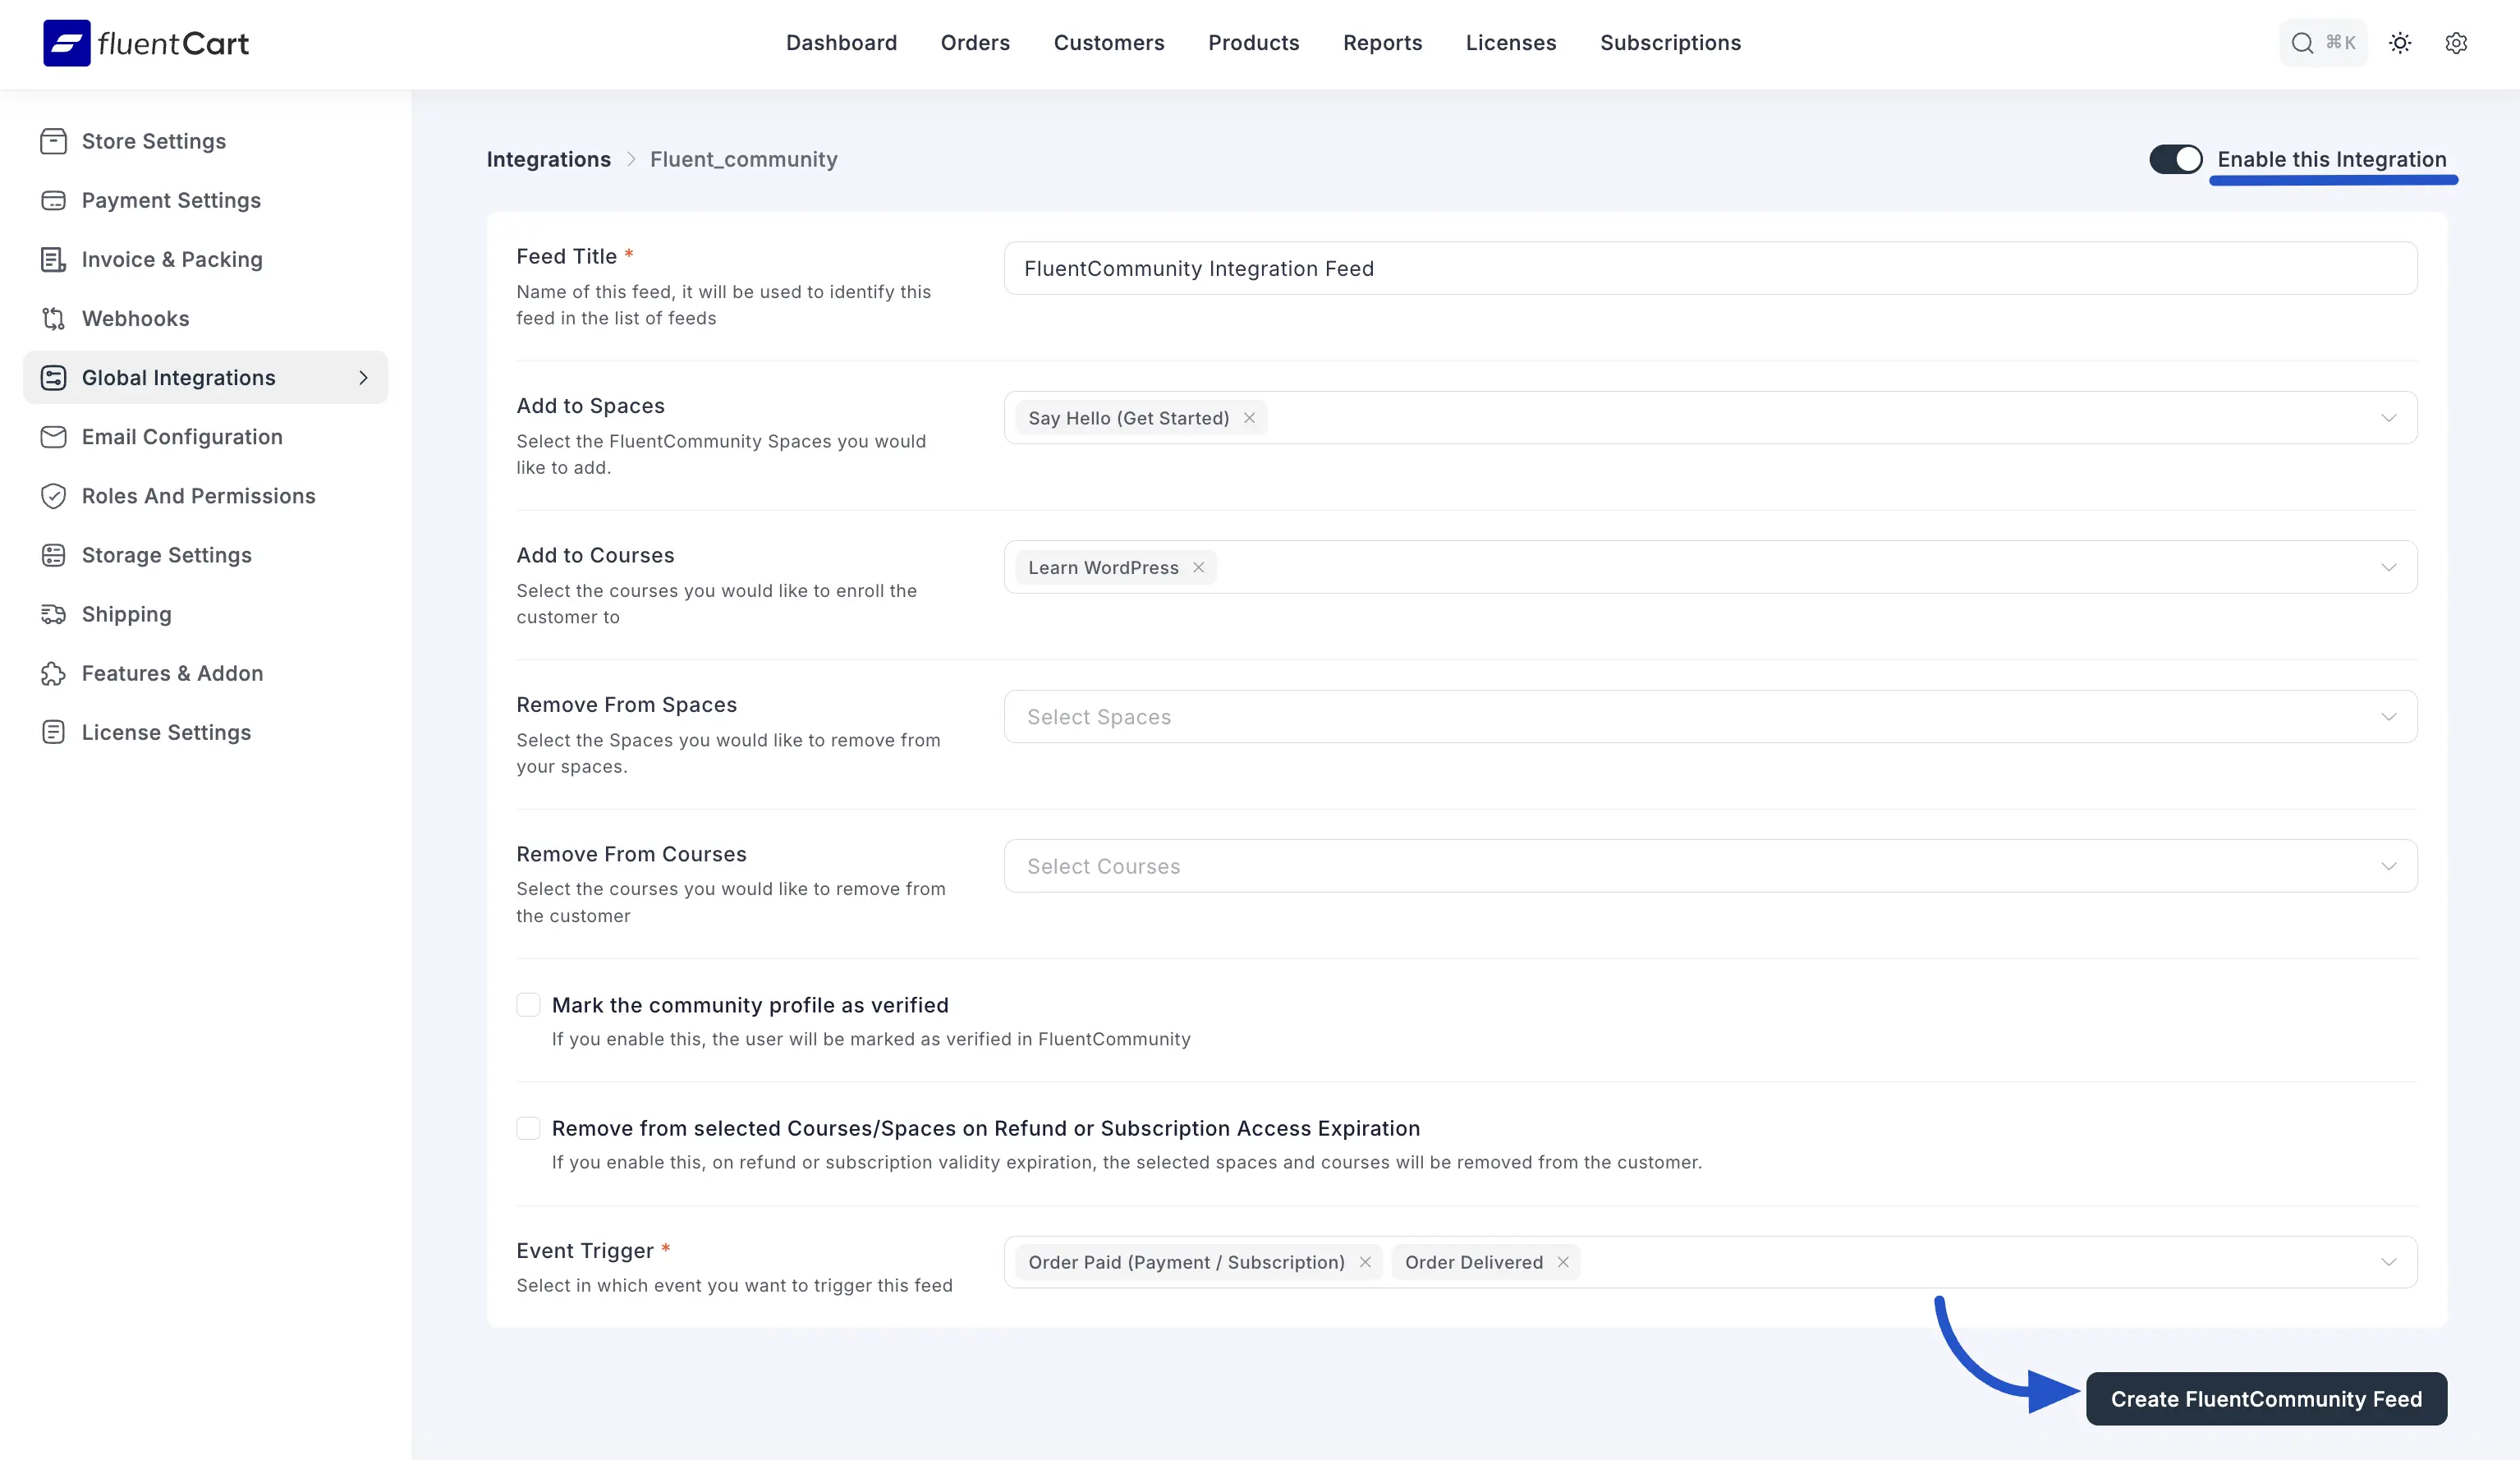 fluentCart
Dashboard Orders Customers Products Reports Licenses Subscriptions
⌘K
Store Settings
Payment Settings
Invoice & Packing
Webhooks
Global Integrations
Email Configuration
Roles And Permissions
Storage Settings
Shipping
Features & Addon
License Settings
Integrations > Fluent_community
Enable this Integration
Feed Title *
Name of this feed, it will be used to identify this
feed in the list of feeds
FluentCommunity Integration Feed
Add to Spaces
Select the FluentCommunity Spaces you would
like to add.
Say Hello (Get Started) ×
Add to Courses
Select the courses you would like to enroll the
customer to
Learn WordPress ×
Remove From Spaces
Select the Spaces you would like to remove from
your spaces.
Select Spaces
Remove From Courses
Select the courses you would like to remove from
the customer
Select Courses
Mark the community profile as verified
If you enable this, the user will be marked as verified in FluentCommunity
Remove from selected Courses/Spaces on Refund or Subscription Access Expiration
If you enable this, on refund or subscription validity expiration, the selected spaces and courses will be removed from the customer.
Event Trigger *
Select in which event you want to trigger this feed
Order Paid (Payment / Subscription) × Order Delivered ×
Create FluentCommunity Feed